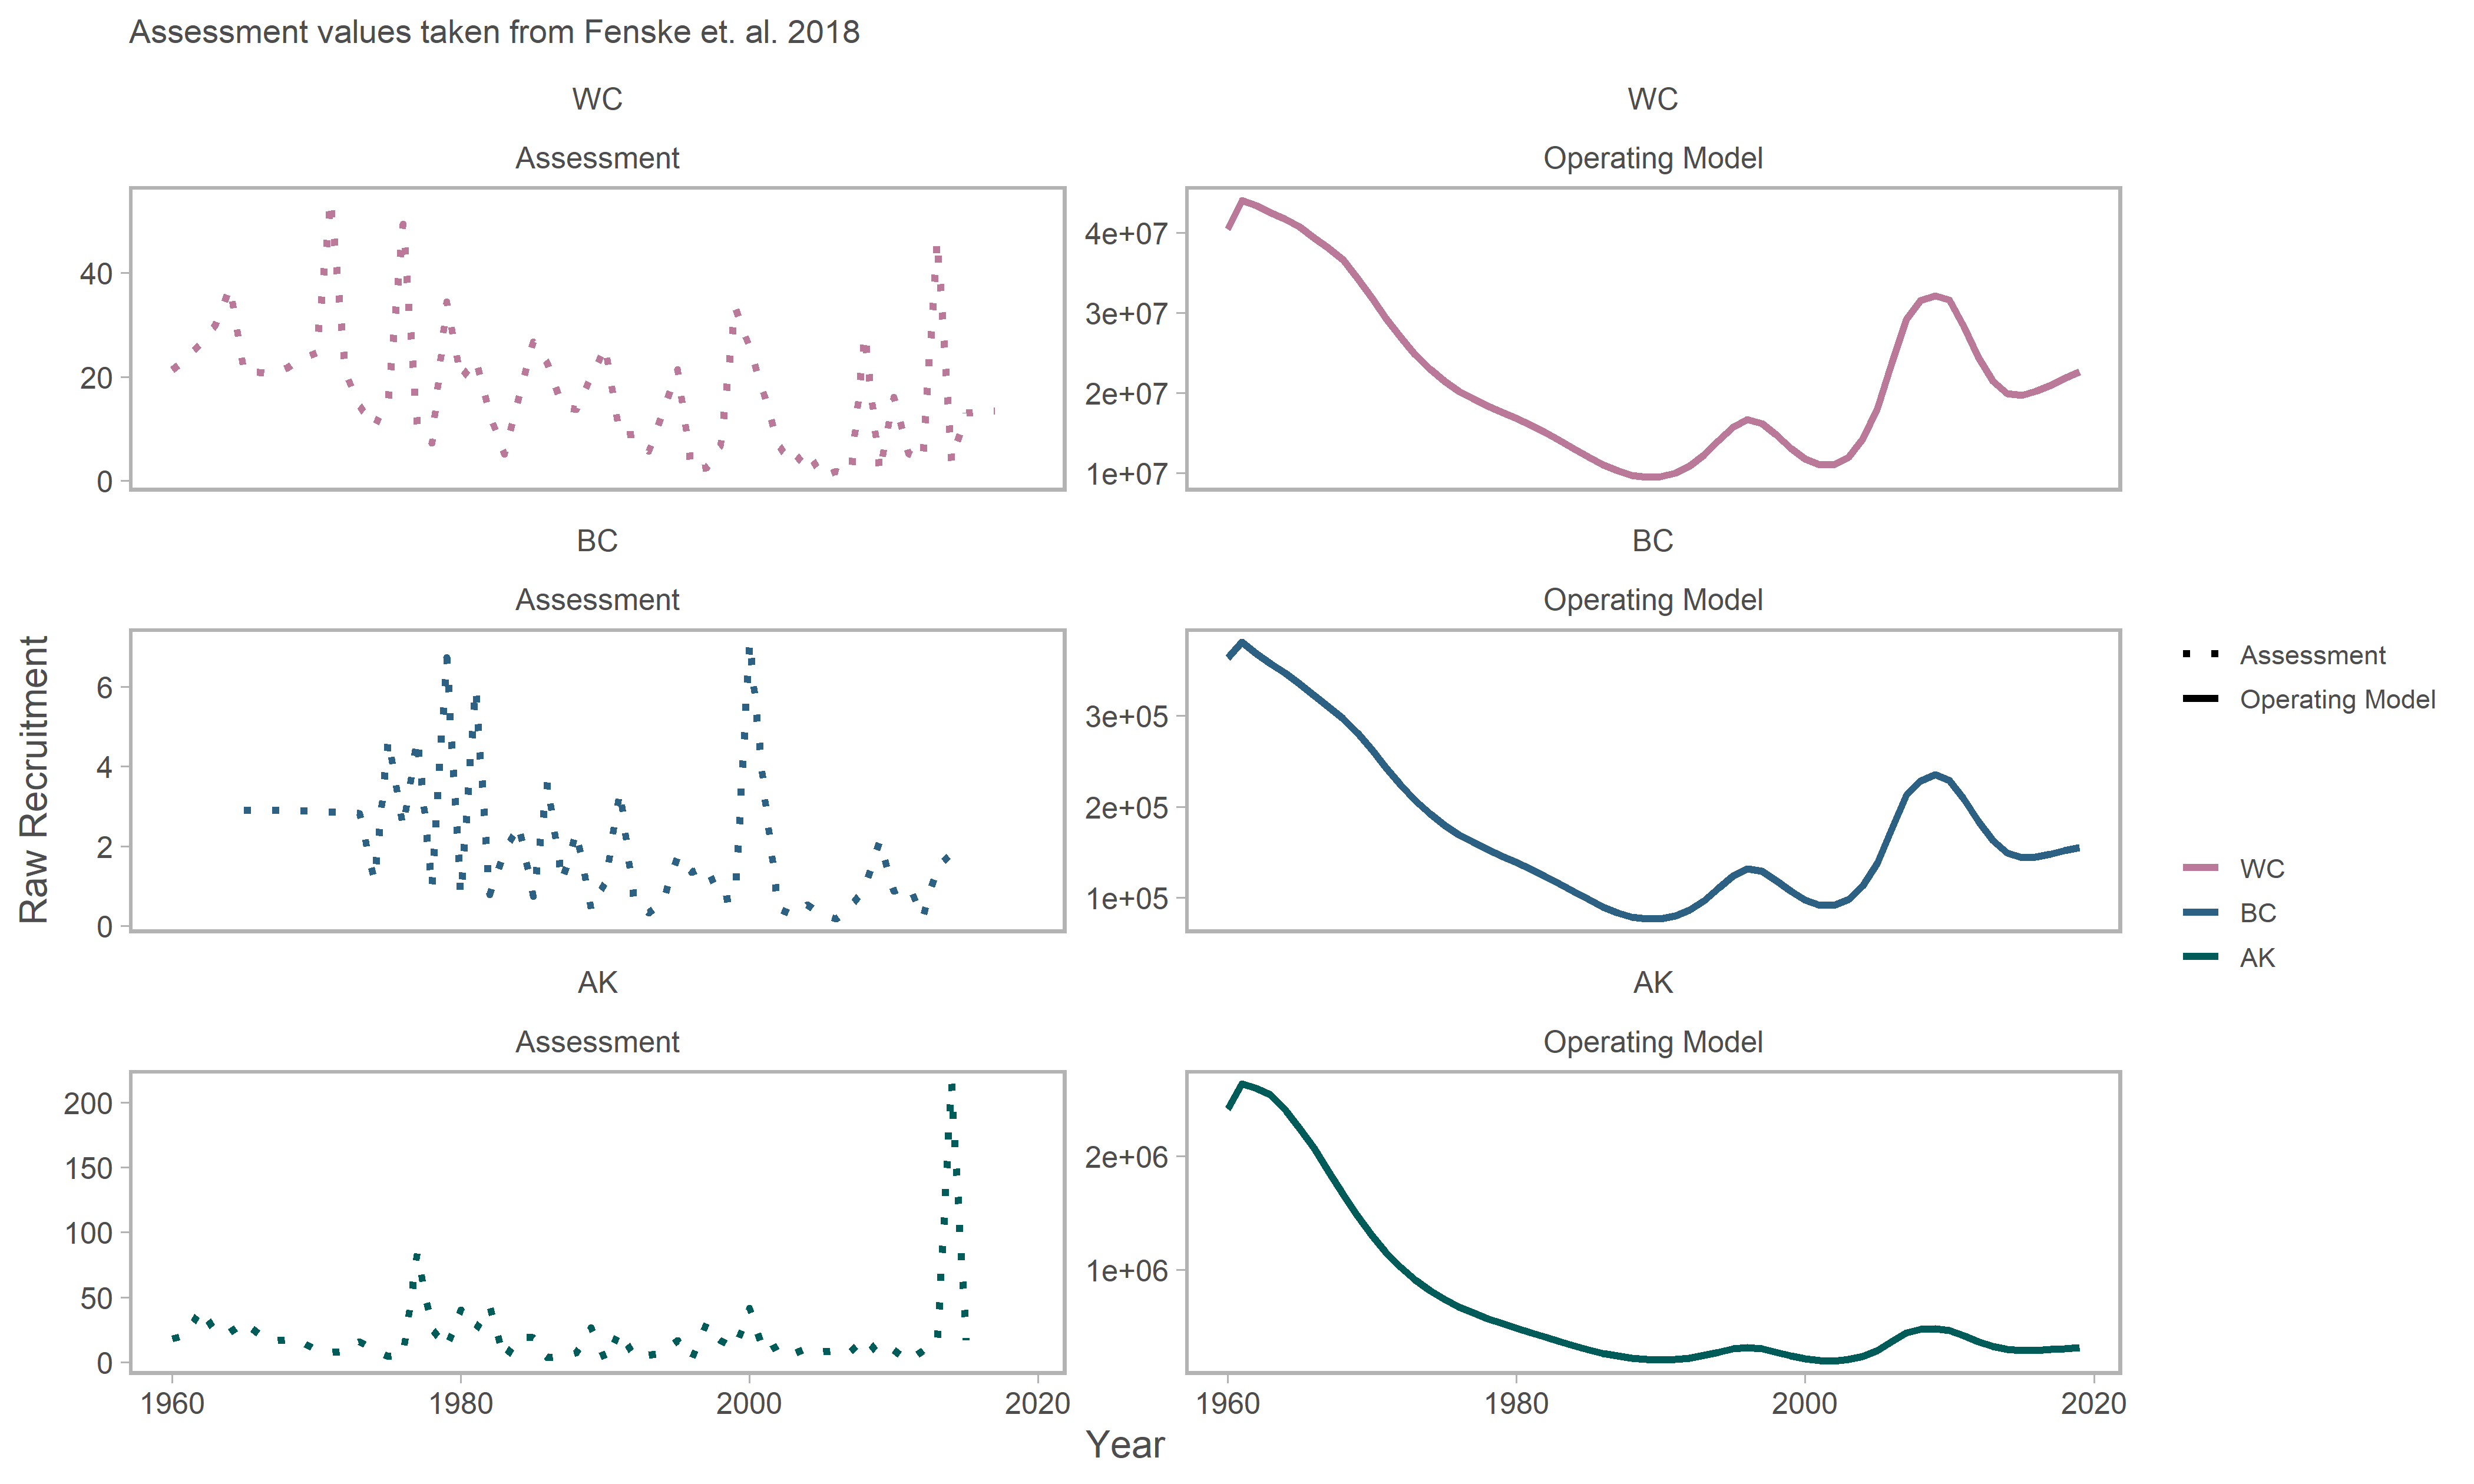 Assessment values taken from Fenske et. al. 2018
WC
Assessment
40
20
0
WC
Operating Model
4e+07
3e+07
2e+07
1e+07
BC
Assessment
6
4
2
0
BC
Operating Model
3e+05
2e+05
1e+05
AK
Assessment
200
150
100
50
0
1960 1980 2000 2020
AK
Operating Model
2e+06
1e+06
1960 1980 2000 2020
Year
Raw Recruitment
Assessment
Operating Model
WC
BC
AK